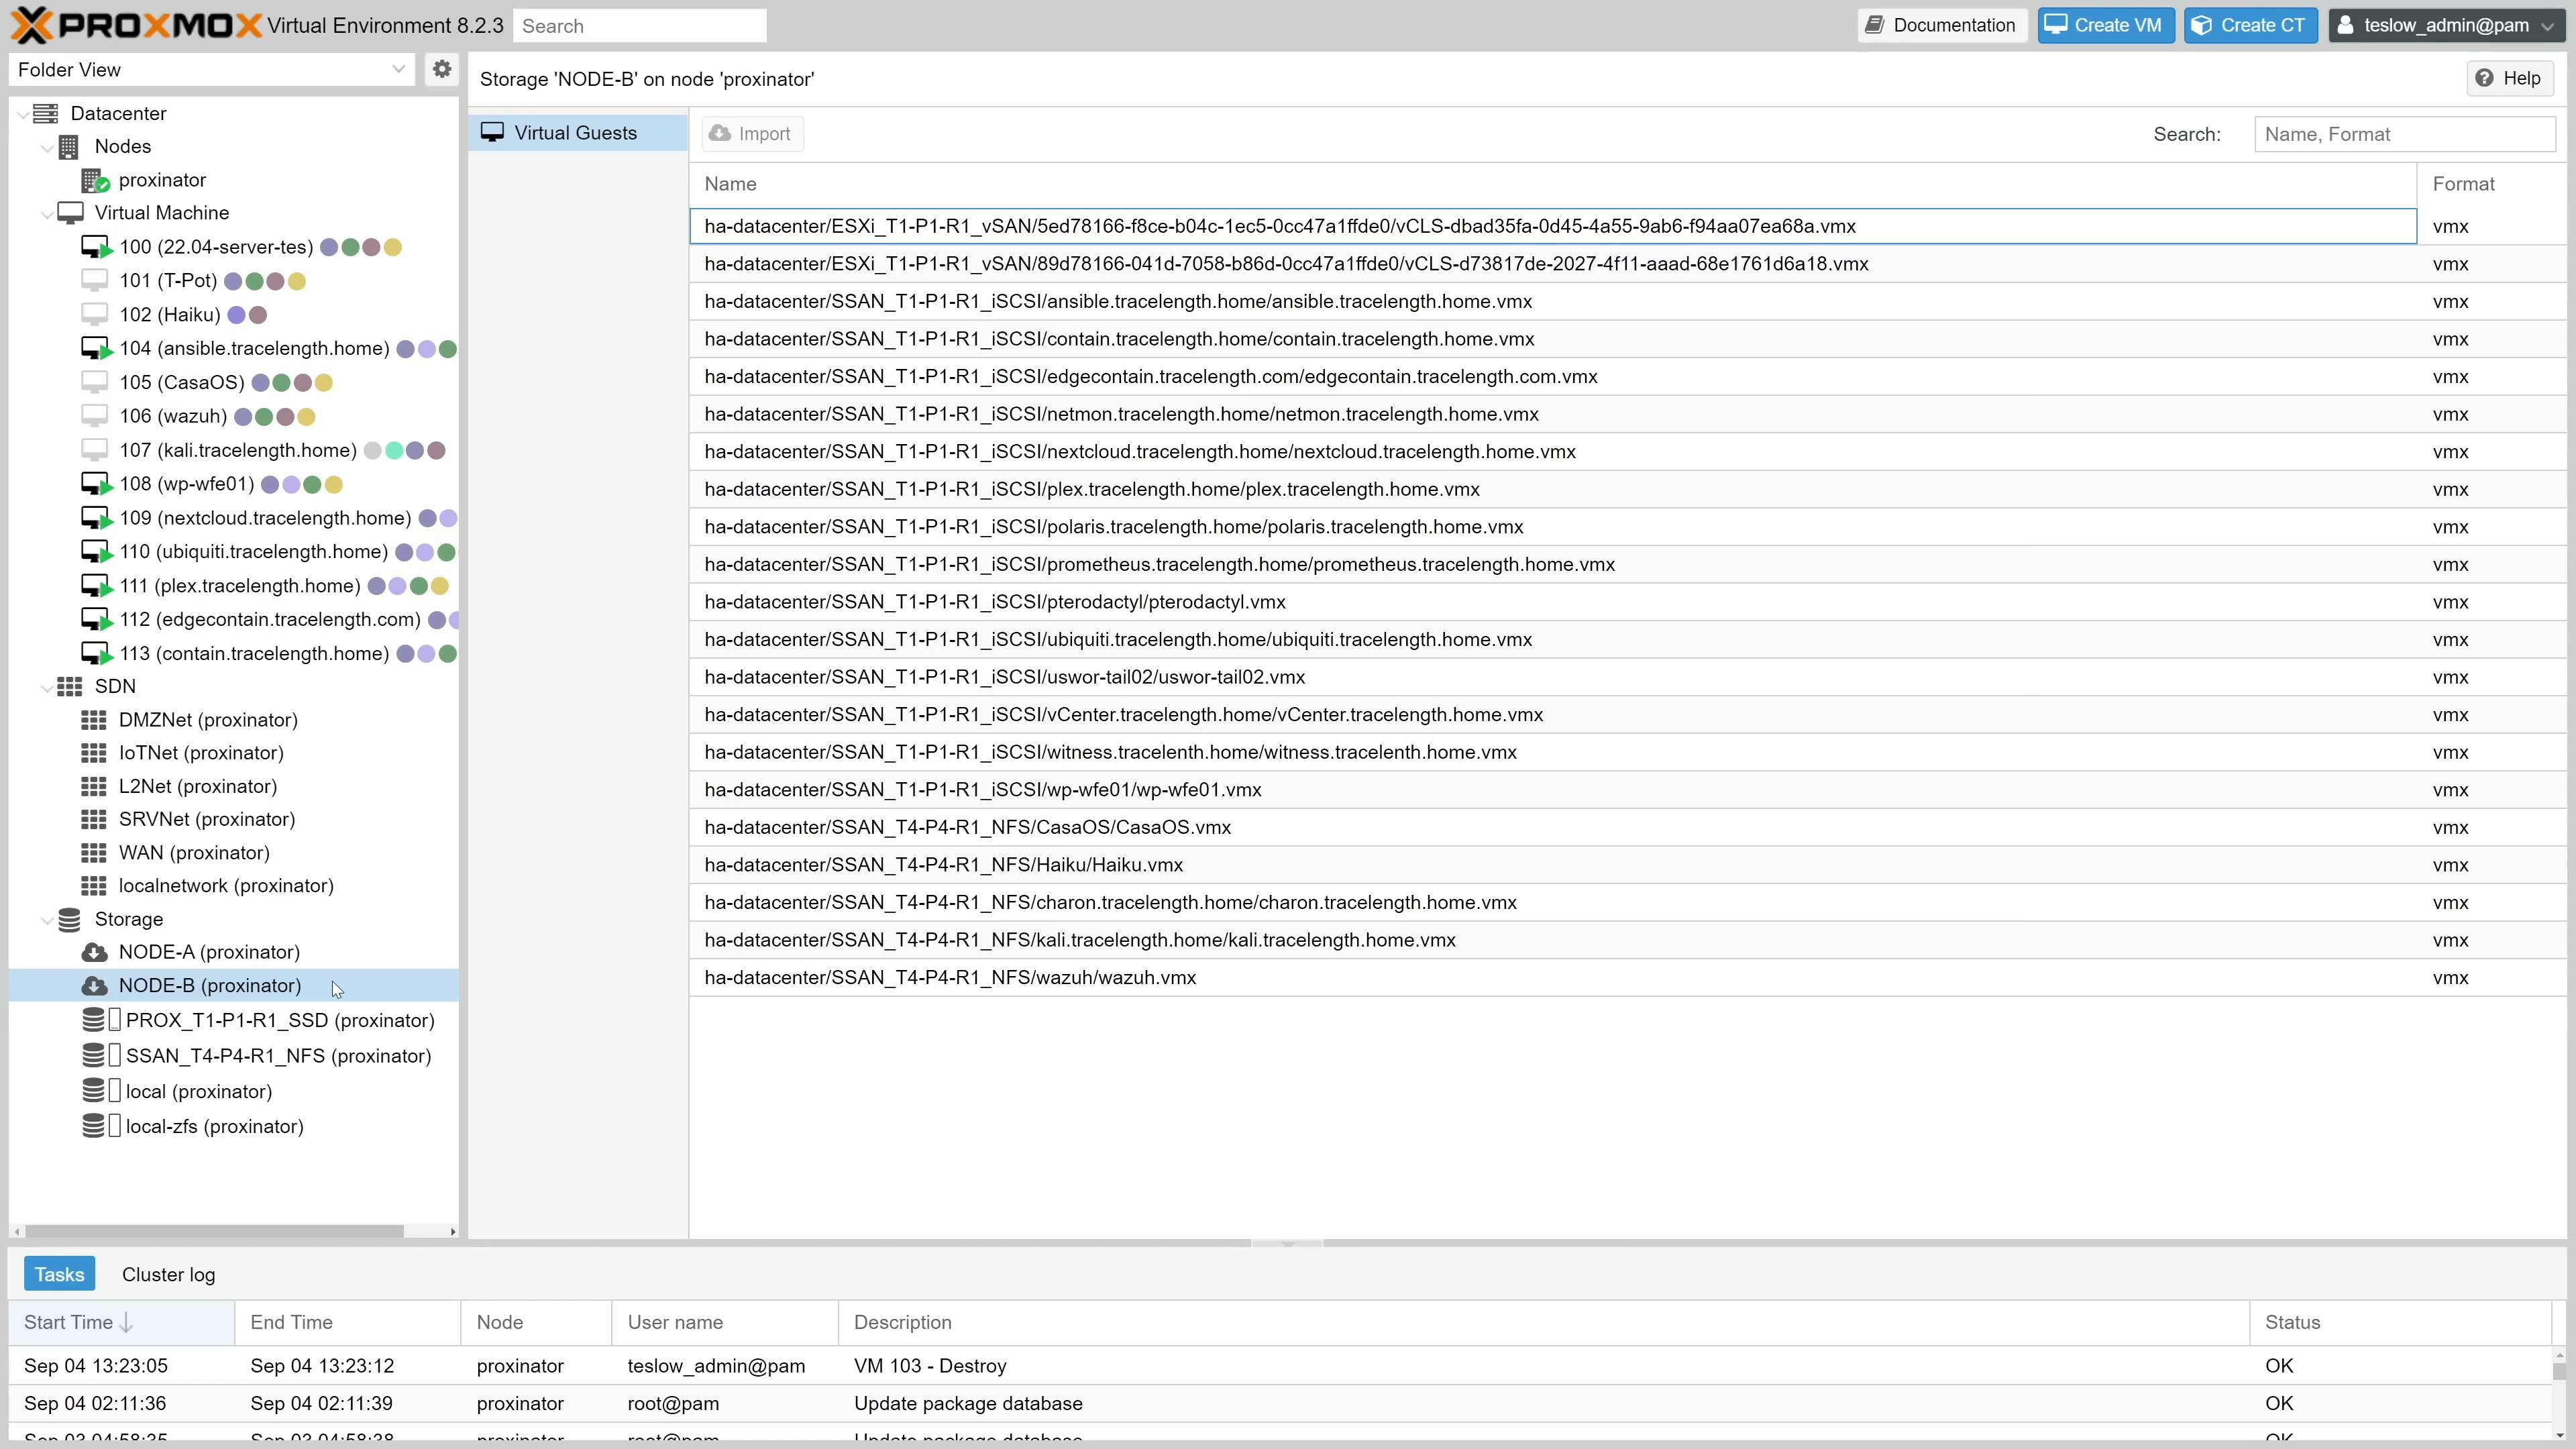 PROXMOX Virtual Environment 8.2.3 Search Documentation Create VM Create CT teslow_admin@pam
Folder View
Storage 'NODE-B' on node 'proxinator' Help
Datacenter
Nodes
proxinator
Virtual Machine
100 (22.04-server-tes)
101 (T-Pot)
102 (Haiku)
104 (ansible.tracelength.home)
105 (CasaOS)
106 (wazuh)
107 (kali.tracelength.home)
108 (wp-wfe01)
109 (nextcloud.tracelength.home)
110 (ubiquiti.tracelength.home)
111 (plex.tracelength.home)
112 (edgecontain.tracelength.com)
113 (contain.tracelength.home)
SDN
DMZNet (proxinator)
IoTNet (proxinator)
L2Net (proxinator)
SRVNet (proxinator)
WAN (proxinator)
localnetwork (proxinator)
Storage
NODE-A (proxinator)
NODE-B (proxinator)
PROX_T1-P1-R1_SSD (proxinator)
SSAN_T4-P4-R1_NFS (proxinator)
local (proxinator)
local-zfs (proxinator)
Virtual Guests
Import Search: Name, Format
Name Format
ha-datacenter/ESXi_T1-P1-R1_vSAN/5ed78166-f8ce-b04c-1ec5-0cc47a1ffde0/vCLS-dbad35fa-0d45-4a55-9ab6-f94aa07ea68a.vmx vmx
ha-datacenter/ESXi_T1-P1-R1_vSAN/89d78166-041d-7058-b86d-0cc47a1ffde0/vCLS-d73817de-2027-4f11-aaad-68e1761d6a18.vmx vmx
ha-datacenter/SSAN_T1-P1-R1_iSCSI/ansible.tracelength.home/ansible.tracelength.home.vmx vmx
ha-datacenter/SSAN_T1-P1-R1_iSCSI/contain.tracelength.home/contain.tracelength.home.vmx vmx
ha-datacenter/SSAN_T1-P1-R1_iSCSI/edgecontain.tracelength.com/edgecontain.tracelength.com.vmx vmx
ha-datacenter/SSAN_T1-P1-R1_iSCSI/netmon.tracelength.home/netmon.tracelength.home.vmx vmx
ha-datacenter/SSAN_T1-P1-R1_iSCSI/nextcloud.tracelength.home/nextcloud.tracelength.home.vmx vmx
ha-datacenter/SSAN_T1-P1-R1_iSCSI/plex.tracelength.home/plex.tracelength.home.vmx vmx
ha-datacenter/SSAN_T1-P1-R1_iSCSI/polaris.tracelength.home/polaris.tracelength.home.vmx vmx
ha-datacenter/SSAN_T1-P1-R1_iSCSI/prometheus.tracelength.home/prometheus.tracelength.home.vmx vmx
ha-datacenter/SSAN_T1-P1-R1_iSCSI/pterodactyl/pterodactyl.vmx vmx
ha-datacenter/SSAN_T1-P1-R1_iSCSI/ubiquiti.tracelength.home/ubiquiti.tracelength.home.vmx vmx
ha-datacenter/SSAN_T1-P1-R1_iSCSI/uswor-tail02/uswor-tail02.vmx vmx
ha-datacenter/SSAN_T1-P1-R1_iSCSI/vCenter.tracelength.home/vCenter.tracelength.home.vmx vmx
ha-datacenter/SSAN_T1-P1-R1_iSCSI/witness.tracelenth.home/witness.tracelenth.home.vmx vmx
ha-datacenter/SSAN_T1-P1-R1_iSCSI/wp-wfe01/wp-wfe01.vmx vmx
ha-datacenter/SSAN_T4-P4-R1_NFS/CasaOS/CasaOS.vmx vmx
ha-datacenter/SSAN_T4-P4-R1_NFS/Haiku/Haiku.vmx vmx
ha-datacenter/SSAN_T4-P4-R1_NFS/charon.tracelength.home/charon.tracelength.home.vmx vmx
ha-datacenter/SSAN_T4-P4-R1_NFS/kali.tracelength.home/kali.tracelength.home.vmx vmx
ha-datacenter/SSAN_T4-P4-R1_NFS/wazuh/wazuh.vmx vmx
Tasks Cluster log
Start Time End Time Node User name Description Status
Sep 04 13:23:05 Sep 04 13:23:12 proxinator teslow_admin@pam VM 103 - Destroy OK
Sep 04 02:11:36 Sep 04 02:11:39 proxinator root@pam Update package database OK
Sep 03 04:58:35 Sep 03 04:58:38 proxinator root@pam Update package database OK